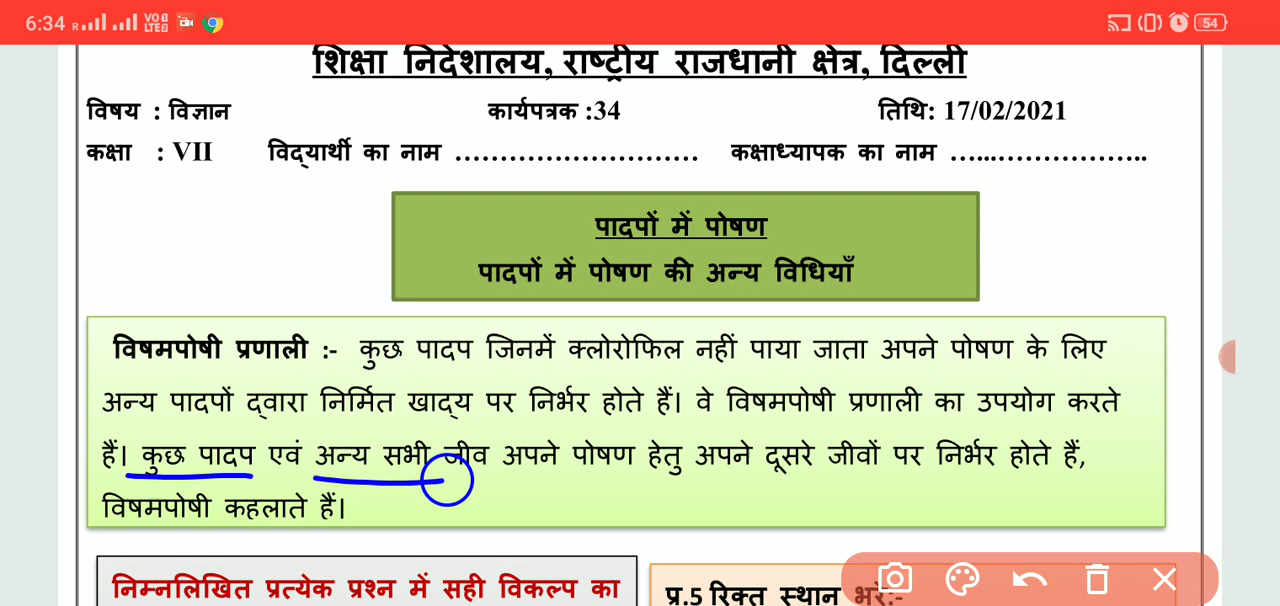 6:34 R VO LTE2 54
शिक्षा निदेशालय, राष्ट्रीय राजधानी क्षेत्र, दिल्ली
विषय : विज्ञान कार्यपत्रक :34 तिथि: 17/02/2021
कक्षा : VII विद्यार्थी का नाम ........................... कक्षाध्यापक का नाम ......................
पादपों में पोषण
पादपों में पोषण की अन्य विधियाँ
विषमपोषी प्रणाली :- कुछ पादप जिनमें क्लोरोफिल नहीं पाया जाता अपने पोषण के लिए
अन्य पादपों द्वारा निर्मित खाद्य पर निर्भर होते हैं। वे विषमपोषी प्रणाली का उपयोग करते
हैं। कुछ पादप एवं अन्य सभी जीव अपने पोषण हेतु अपने दूसरे जीवों पर निर्भर होते हैं,
विषमपोषी कहलाते हैं।
निम्नलिखित प्रत्येक प्रश्न में सही विकल्प का
प्र.5 रिक्त स्थान भरें:-